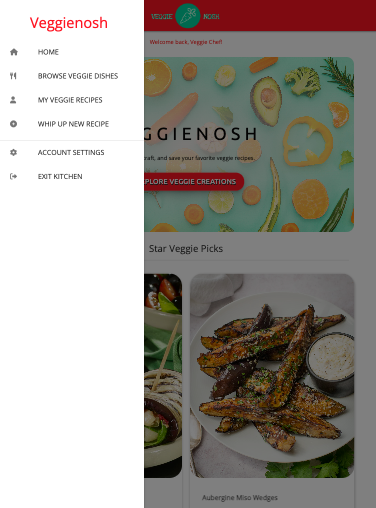 Veggienosh
HOME
BROWSE VEGGIE DISHES
MY VEGGIE RECIPES
WHIP UP NEW RECIPE
ACCOUNT SETTINGS
EXIT KITCHEN
VEGGIE NOSH
Welcome back, Veggie Chef!
GGIENOSH
craft, and save your favorite veggie recipes.
PLORE VEGGIE CREATIONS
Star Veggie Picks
Aubergine Miso Wedges